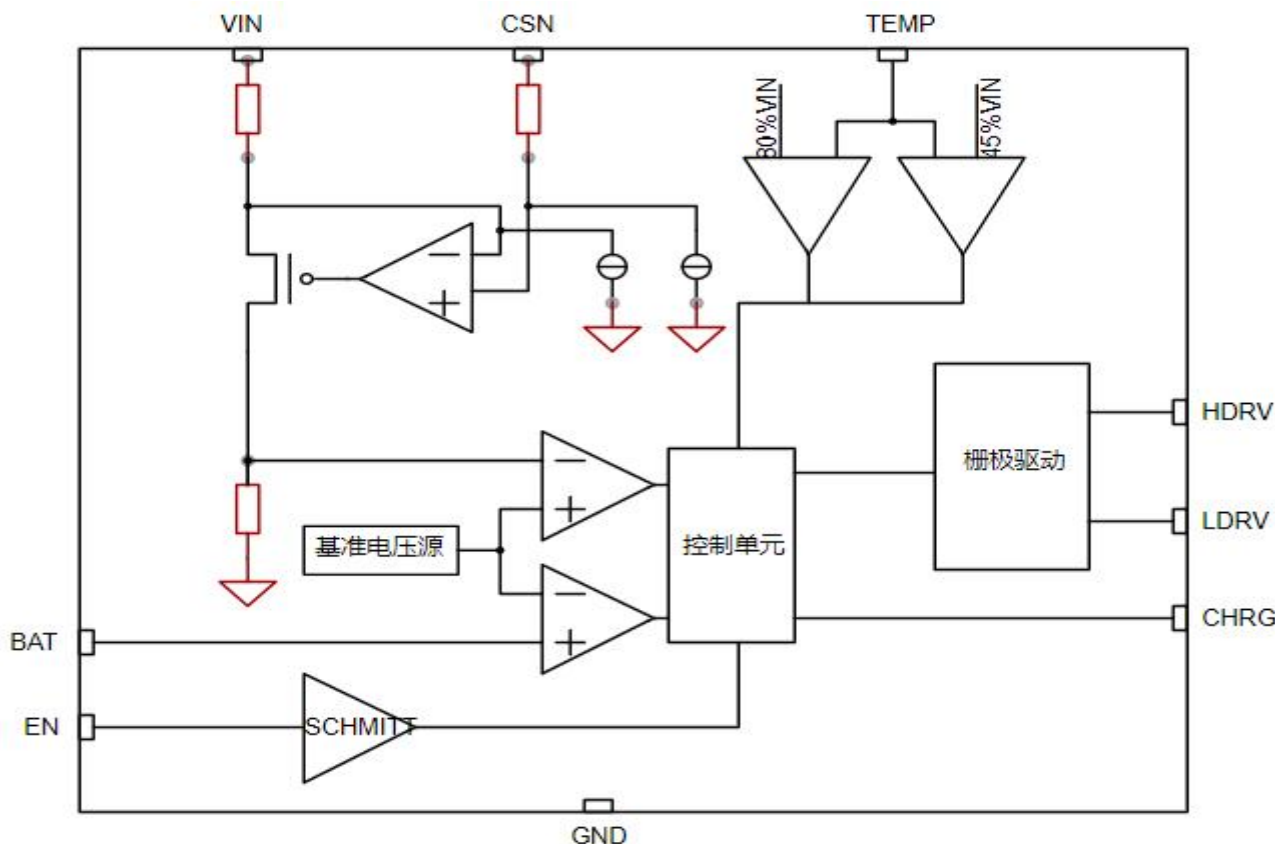 VIN
CSN
TEMP
80%VIN
45%VIN
HDRV
栅极驱动
LDRV
控制单元
基准电压源
CHRG
BAT
EN
SCHMITT
GND